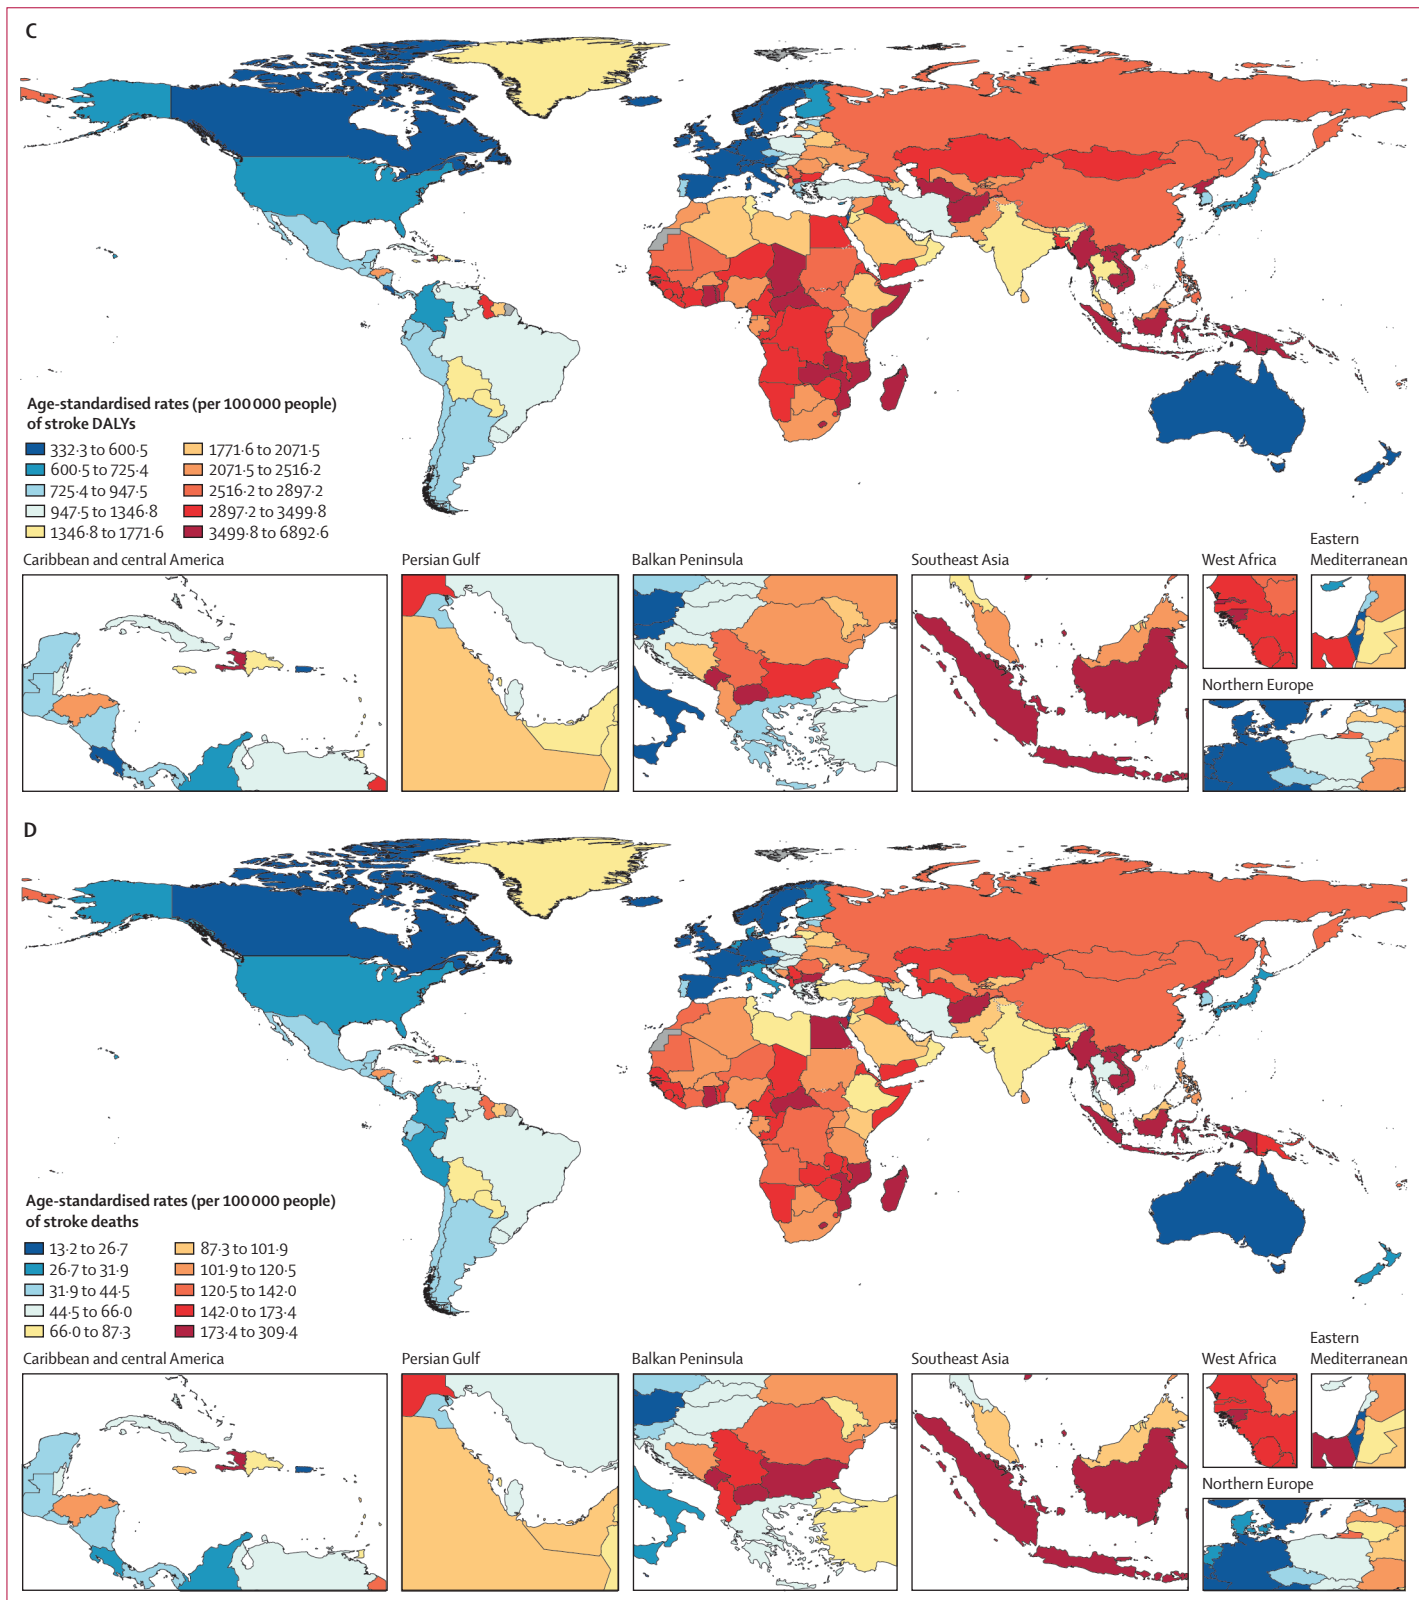 C
Age-standardised rates (per 100 000 people)
of stroke DALYs
332·3 to 600·5
600·5 to 725·4
725·4 to 947·5
947·5 to 1346·8
1346·8 to 1771·6
1771·6 to 2071·5
2071·5 to 2516·2
2516·2 to 2897·2
2897·2 to 3499·8
3499·8 to 6892·6
Caribbean and central America
Persian Gulf
Balkan Peninsula
Southeast Asia
West Africa
Eastern
Mediterranean
Northern Europe
D
Age-standardised rates (per 100 000 people)
of stroke deaths
13·2 to 26·7
26·7 to 31·9
31·9 to 44·5
44·5 to 66·0
66·0 to 87·3
87·3 to 101·9
101·9 to 120·5
120·5 to 142·0
142·0 to 173·4
173·4 to 309·4
Caribbean and central America
Persian Gulf
Balkan Peninsula
Southeast Asia
West Africa
Eastern
Mediterranean
Northern Europe